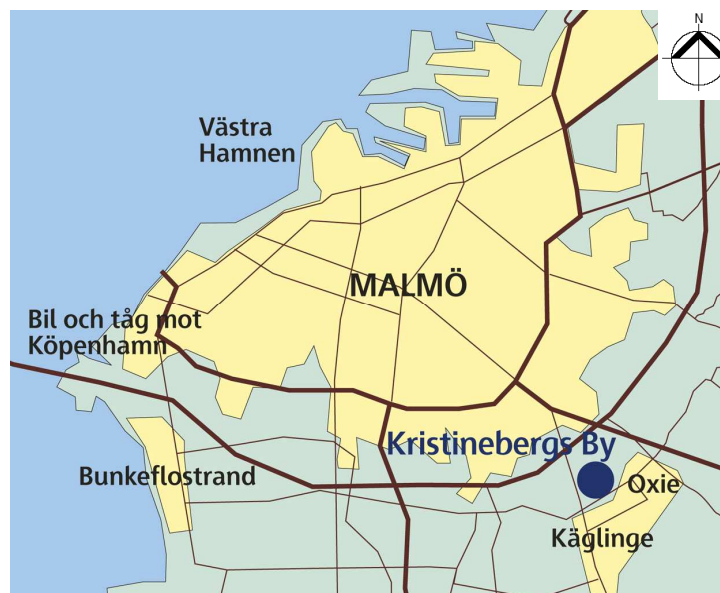 N
Västra
Hamnen
MALMÖ
Bil och tåg mot
Köpenhamn
Kristinebergs By
Bunkeflostrand
Oxie
Käglinge